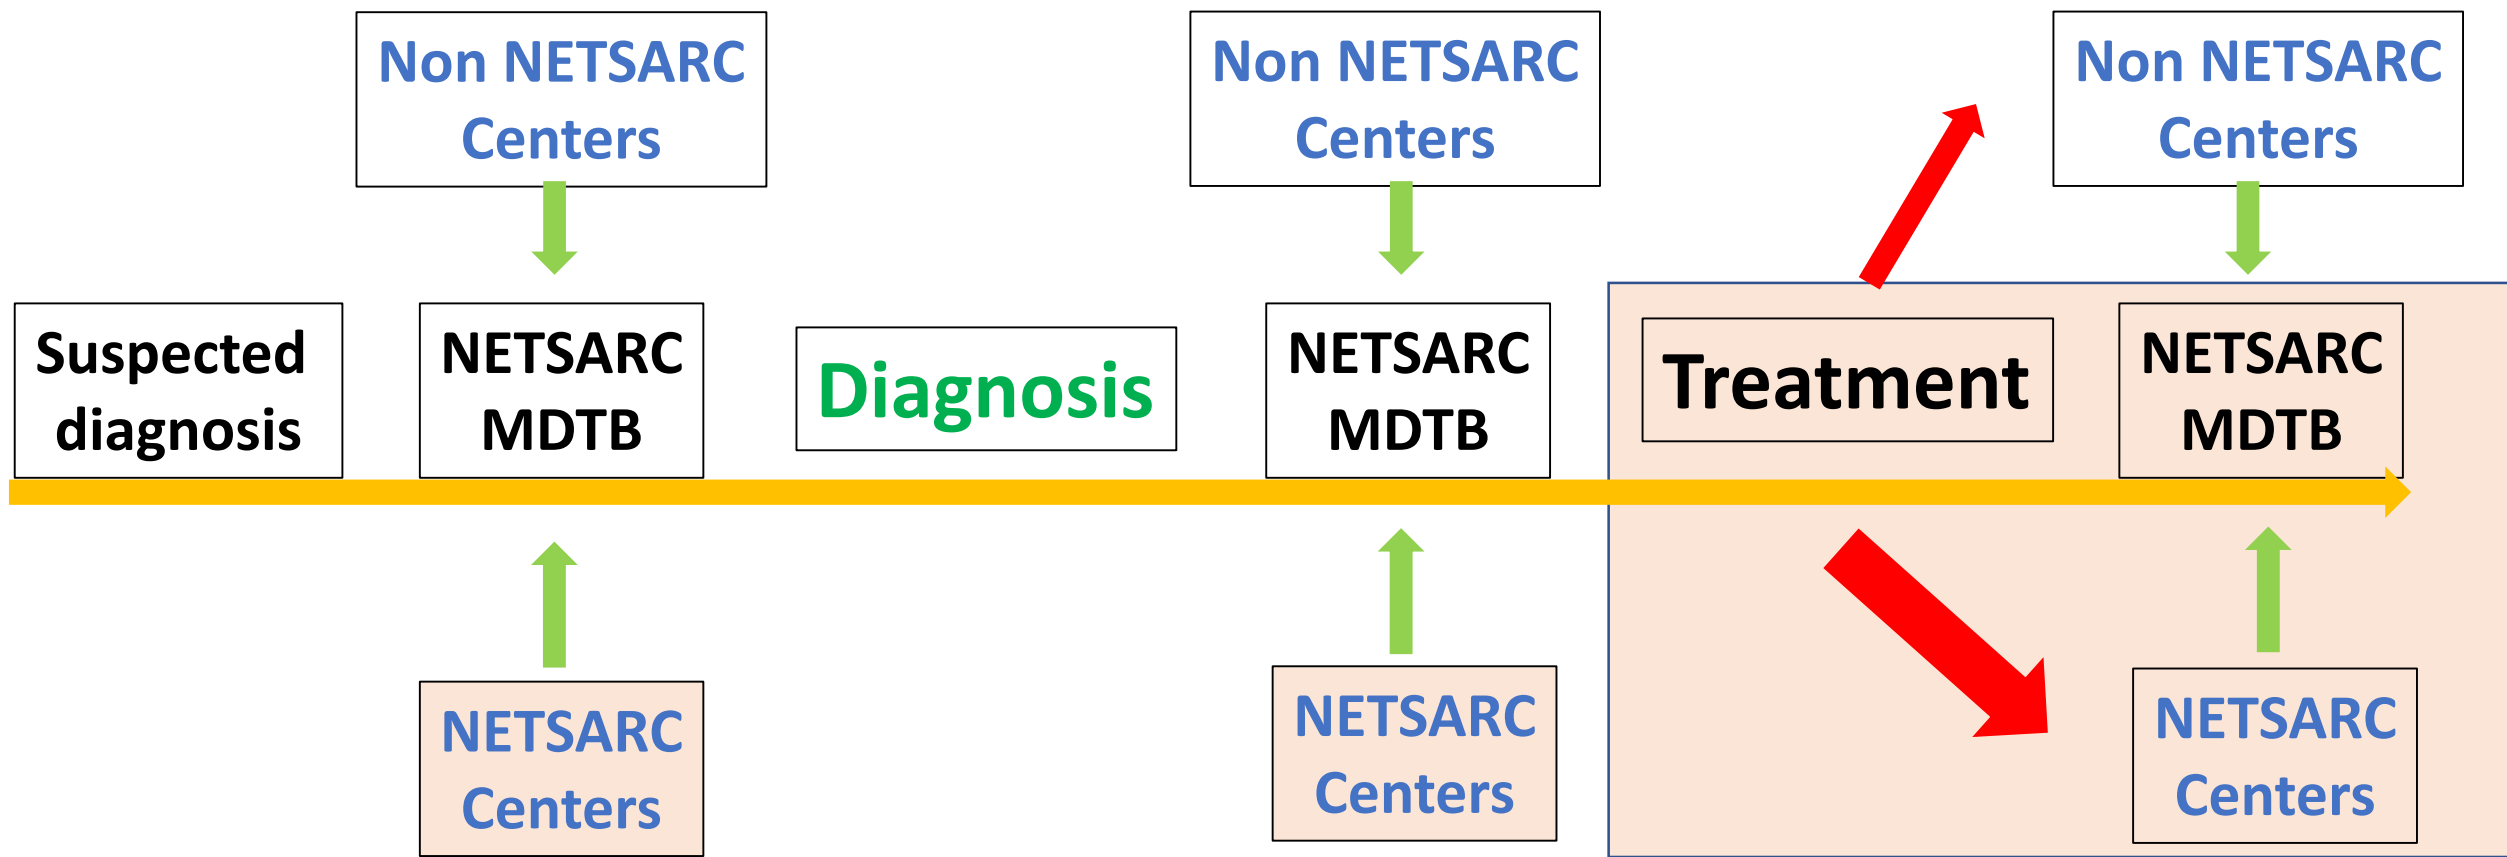 Non NETSARC
Centers
Non NETSARC
Centers
Non NETSARC
Centers
Suspected
diagnosis
NETSARC
MDTB
Diagnosis
NETSARC
MDTB
Treatment
NETSARC
MDTB
NETSARC
Centers
NETSARC
Centers
NETSARC
Centers